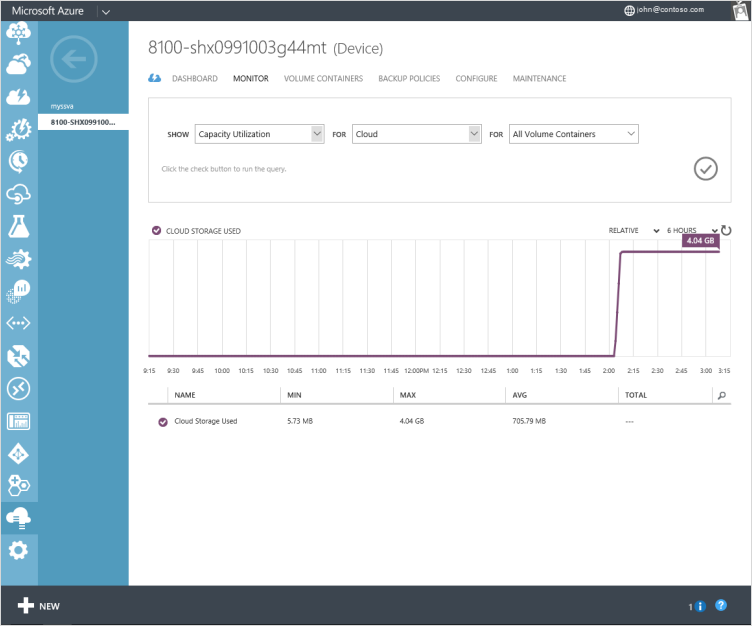 Microsoft Azure john@contoso.com
8100-shx0991003g44mt (Device)
DASHBOARD MONITOR VOLUME CONTAINERS BACKUP POLICIES CONFIGURE MAINTENANCE
myssva
8100-SHX099100...
SHOW Capacity Utilization FOR Cloud FOR All Volume Containers
Click the check button to run the query.
CLOUD STORAGE USED RELATIVE 6 HOURS
4.04 GB
9:15 9:30 9:45 10:00 10:15 10:30 10:45 11:00 11:15 11:30 11:45 12:00PM 12:15 12:30 12:45 1:00 1:15 1:30 1:45 2:00 2:15 2:30 2:45 3:00 3:15
NAME MIN MAX AVG TOTAL
Cloud Storage Used 5.73 MB 4.04 GB 705.79 MB ---
NEW 1 i ?